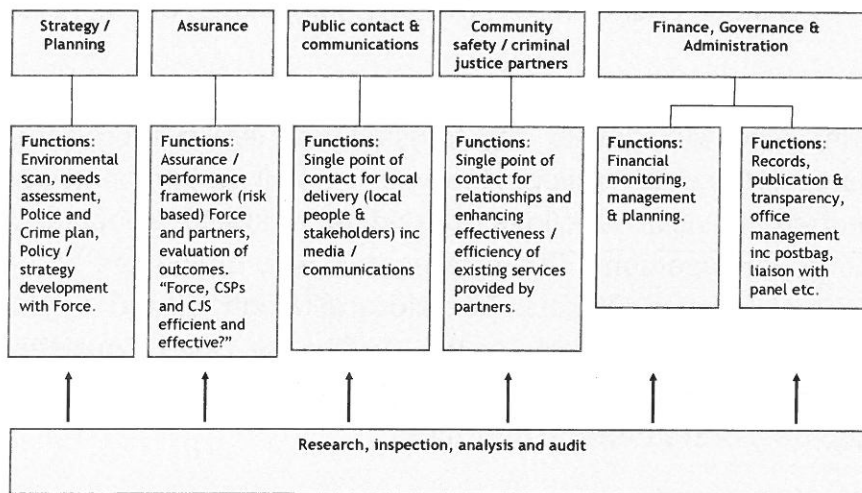 Strategy /
Planning
Assurance
Public contact &
communications
Community
safety / criminal
justice partners
Finance, Governance &
Administration
Functions:
Environmental
scan, needs
assessment,
Police and
Crime plan,
Policy /
strategy
development
with Force.
Functions:
Assurance /
performance
framework (risk
based) Force
and partners,
evaluation of
outcomes.
“Force, CSPs
and CJS
efficient and
effective?”
Functions:
Single point of
contact for local
delivery (local
people &
stakeholders) inc
media /
communications
Functions:
Single point of
contact for
relationships and
enhancing
effectiveness /
efficiency of
existing services
provided by
partners.
Functions:
Financial
monitoring,
management
& planning.
Functions:
Records,
publication &
transparency,
office
management
inc postbag,
liaison with
panel etc.
Research, inspection, analysis and audit